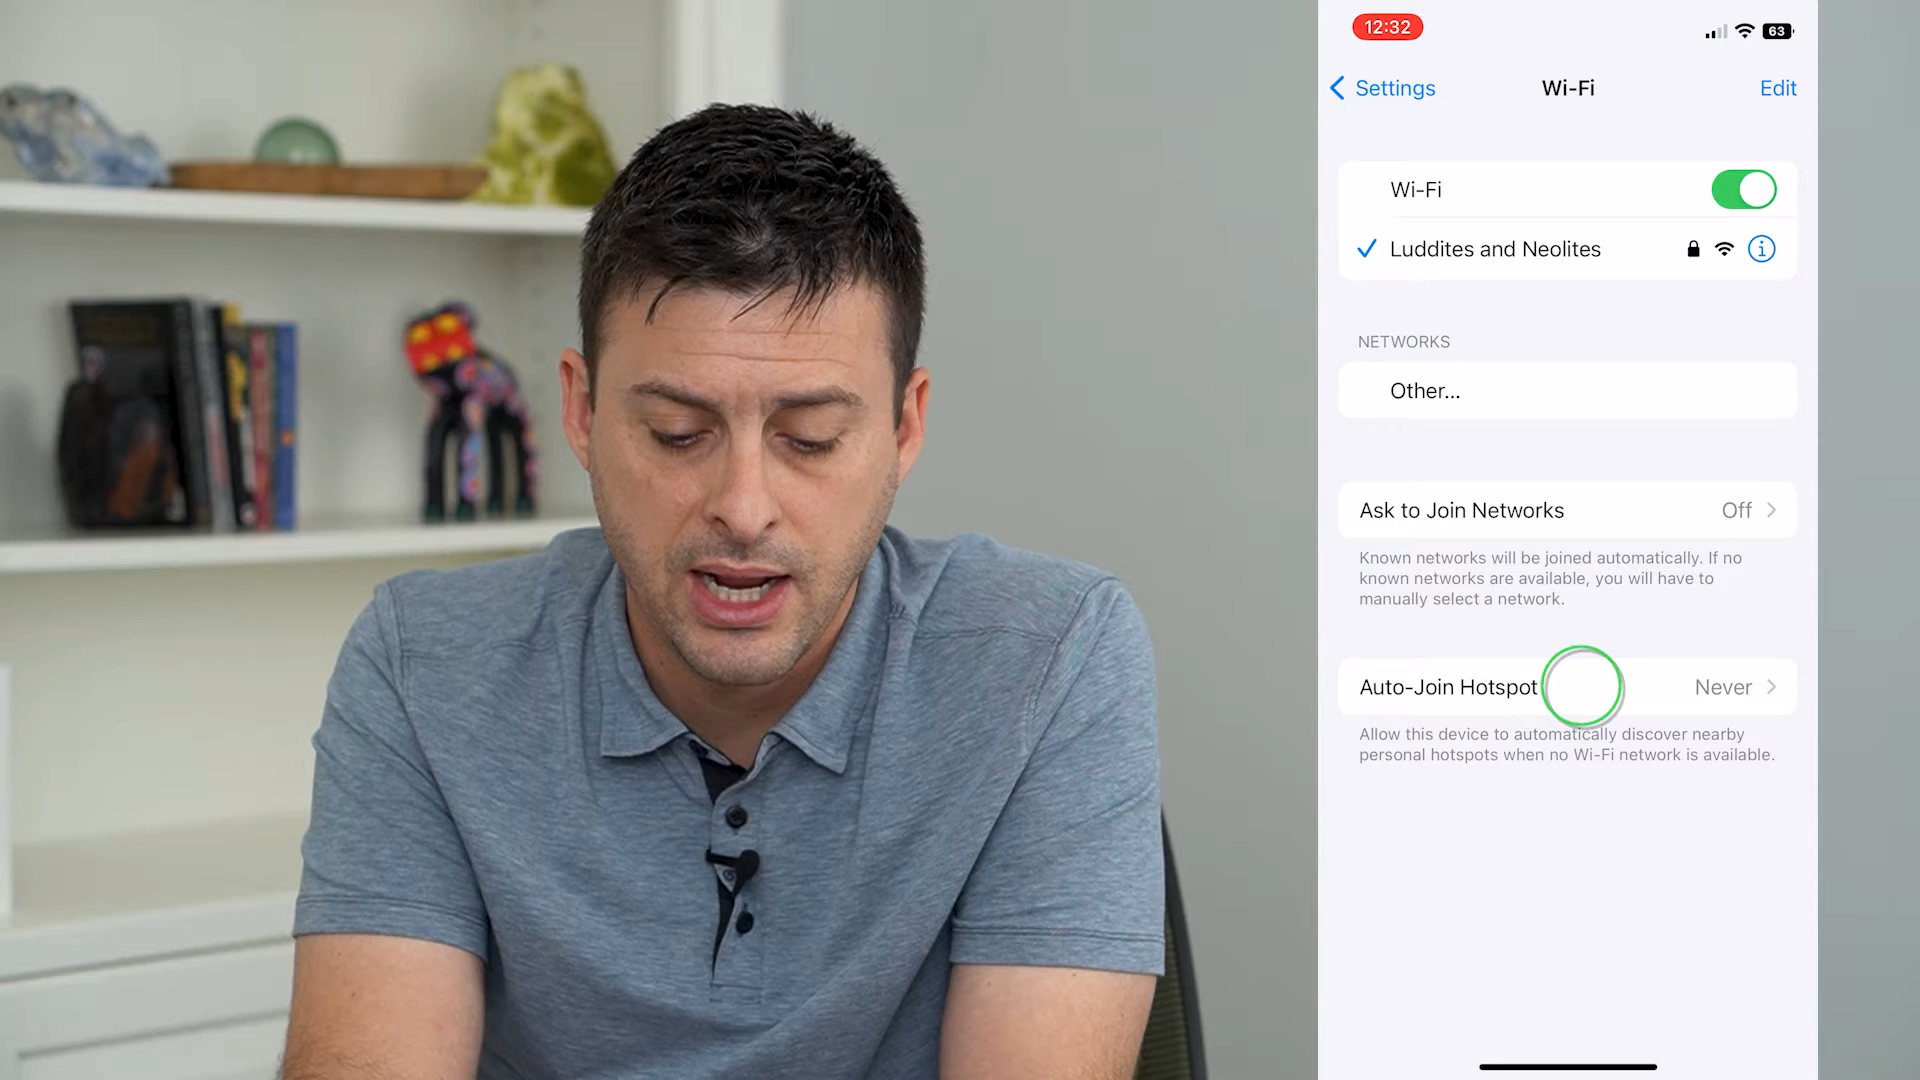 12:32
63
Settings
Wi-Fi
Edit
Wi-Fi
Luddites and Neolites
NETWORKS
Other...
Ask to Join Networks
Off
Known networks will be joined automatically. If no
known networks are available, you will have to
manually select a network.
Auto-Join Hotspot
Never
Allow this device to automatically discover nearby
personal hotspots when no Wi-Fi network is available.